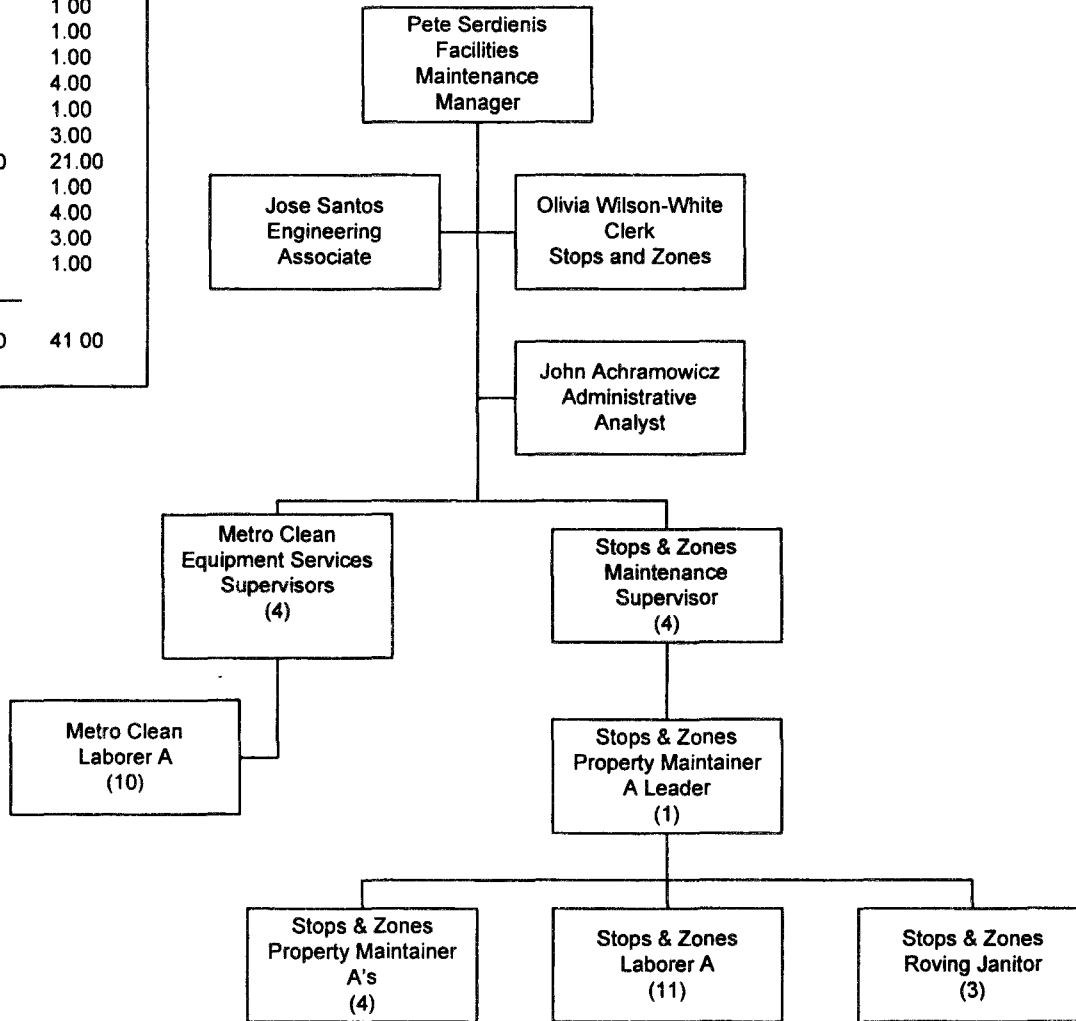 1 00
1.00
1.00
4.00
1.00
3.00
0 21.00
1.00
4.00
3.00
1.00
0 41 00
Pete Serdienis
Facilities
Maintenance
Manager
Jose Santos
Engineering
Associate
Olivia Wilson-White
Clerk
Stops and Zones
John Achramowicz
Administrative
Analyst
Metro Clean
Equipment Services
Supervisors
(4)
Stops & Zones
Maintenance
Supervisor
(4)
Metro Clean
Laborer A
(10)
Stops & Zones
Property Maintainer
A Leader
(1)
Stops & Zones
Property Maintainer
A's
(4)
Stops & Zones
Laborer A
(11)
Stops & Zones
Roving Janitor
(3)